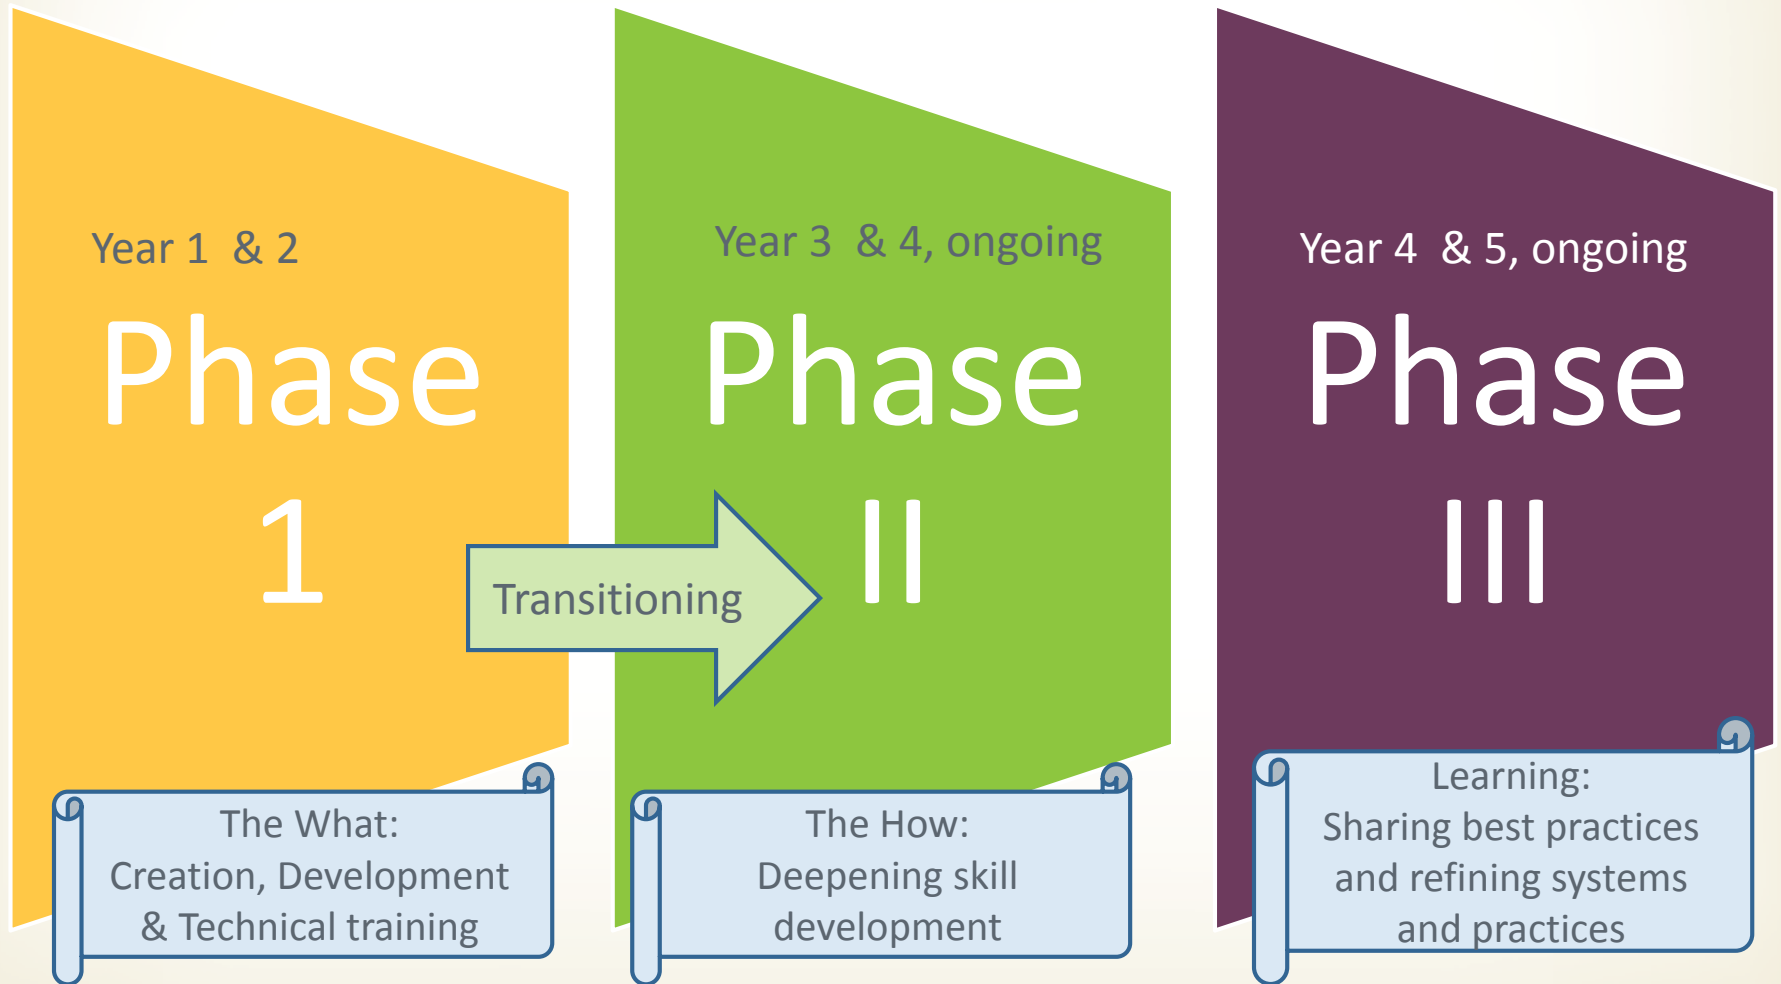 Year 1 & 2
Phase
1
Transitioning
The What:
Creation, Development
& Technical training
Year 3 & 4, ongoing
Phase
II
The How:
Deepening skill
development
Year 4 & 5, ongoing
Phase
III
Learning:
Sharing best practices
and refining systems
and practices